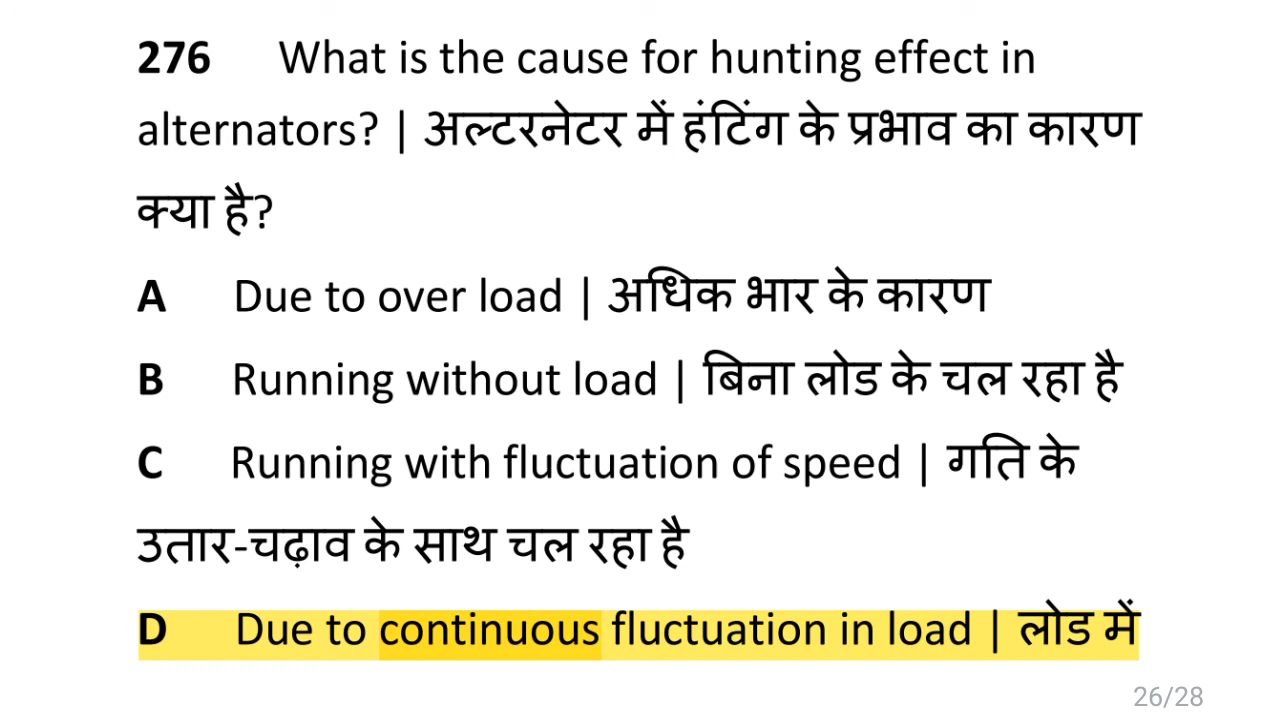 276 What is the cause for hunting effect in
alternators? | अल्टरनेटर में हंटिंग के प्रभाव का कारण
क्या है?
A Due to over load | अधिक भार के कारण
B Running without load | बिना लोड के चल रहा है
C Running with fluctuation of speed | गति के
उतार-चढ़ाव के साथ चल रहा है
D Due to continuous fluctuation in load | लोड में
26/28